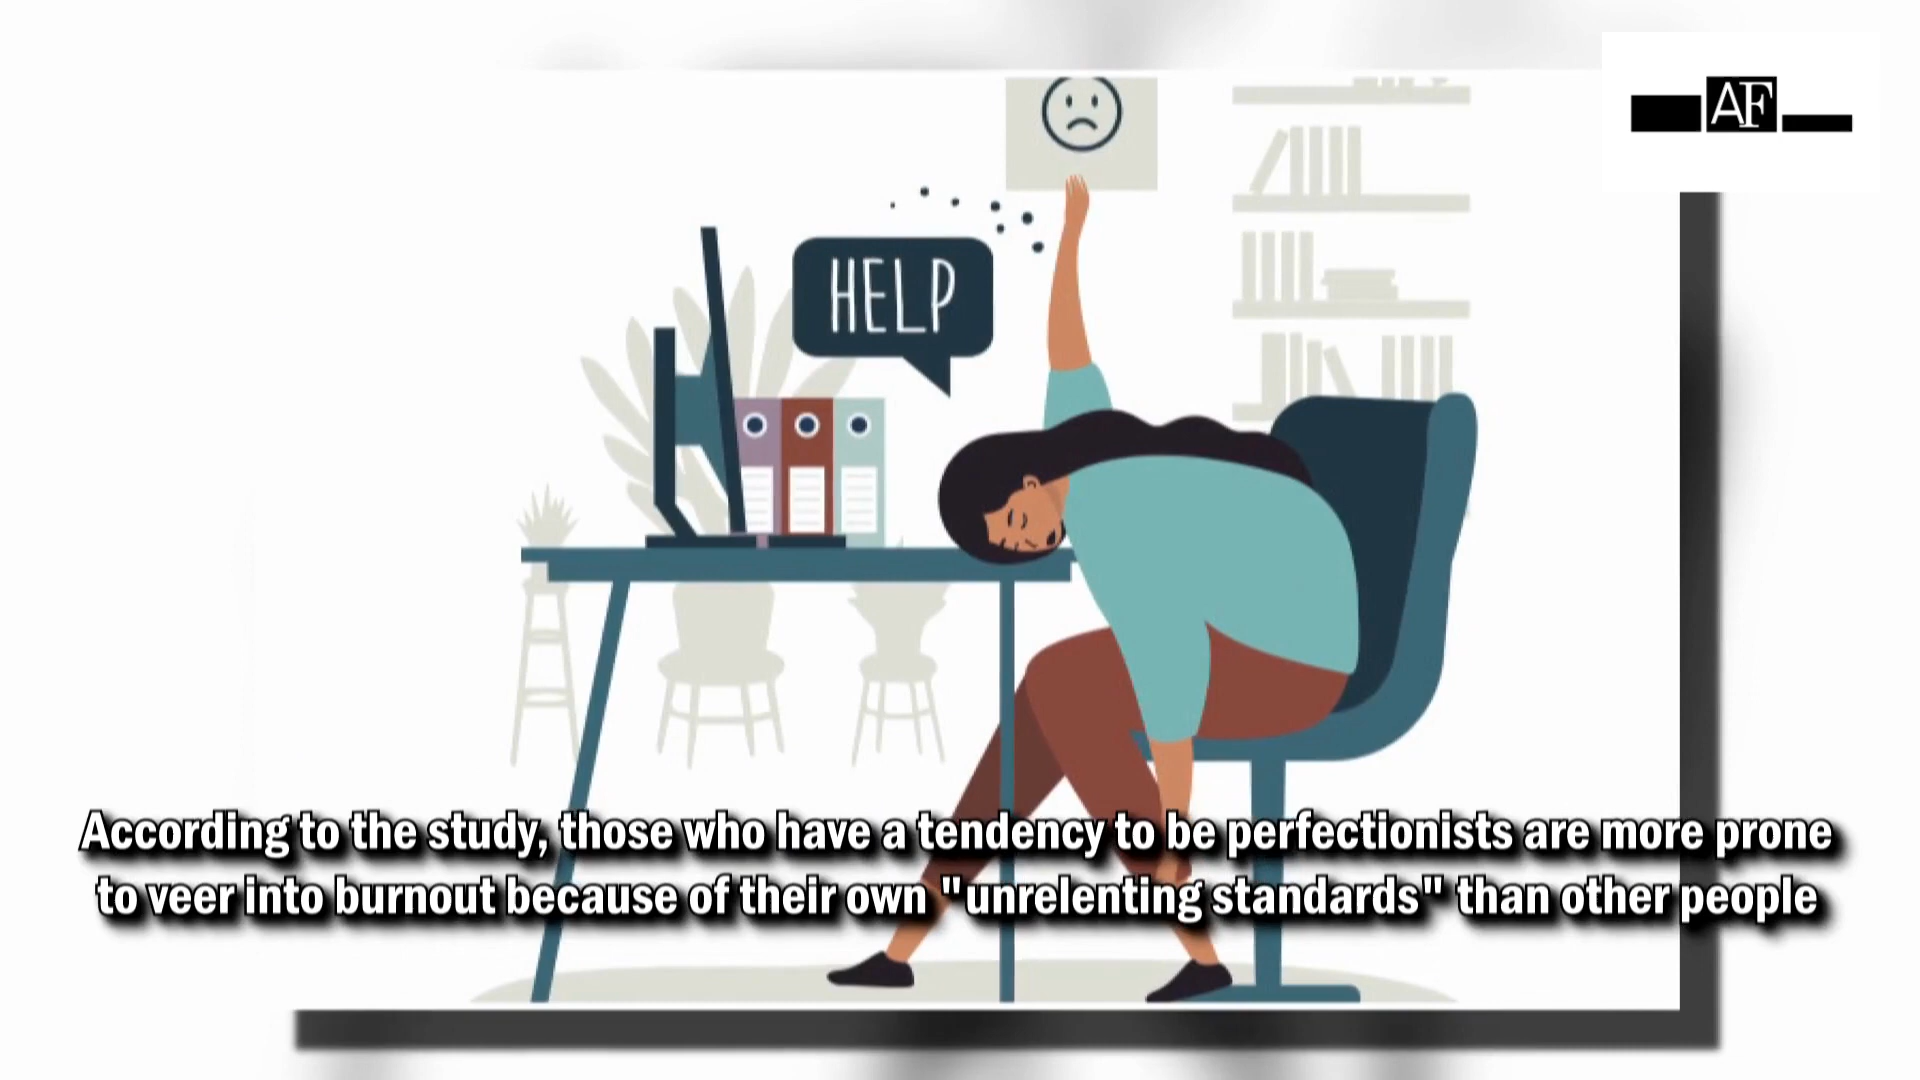 AF
HELP
According to the study, those who have a tendency to be perfectionists are more prone
to veer into burnout because of their own "unrelenting standards" than other people